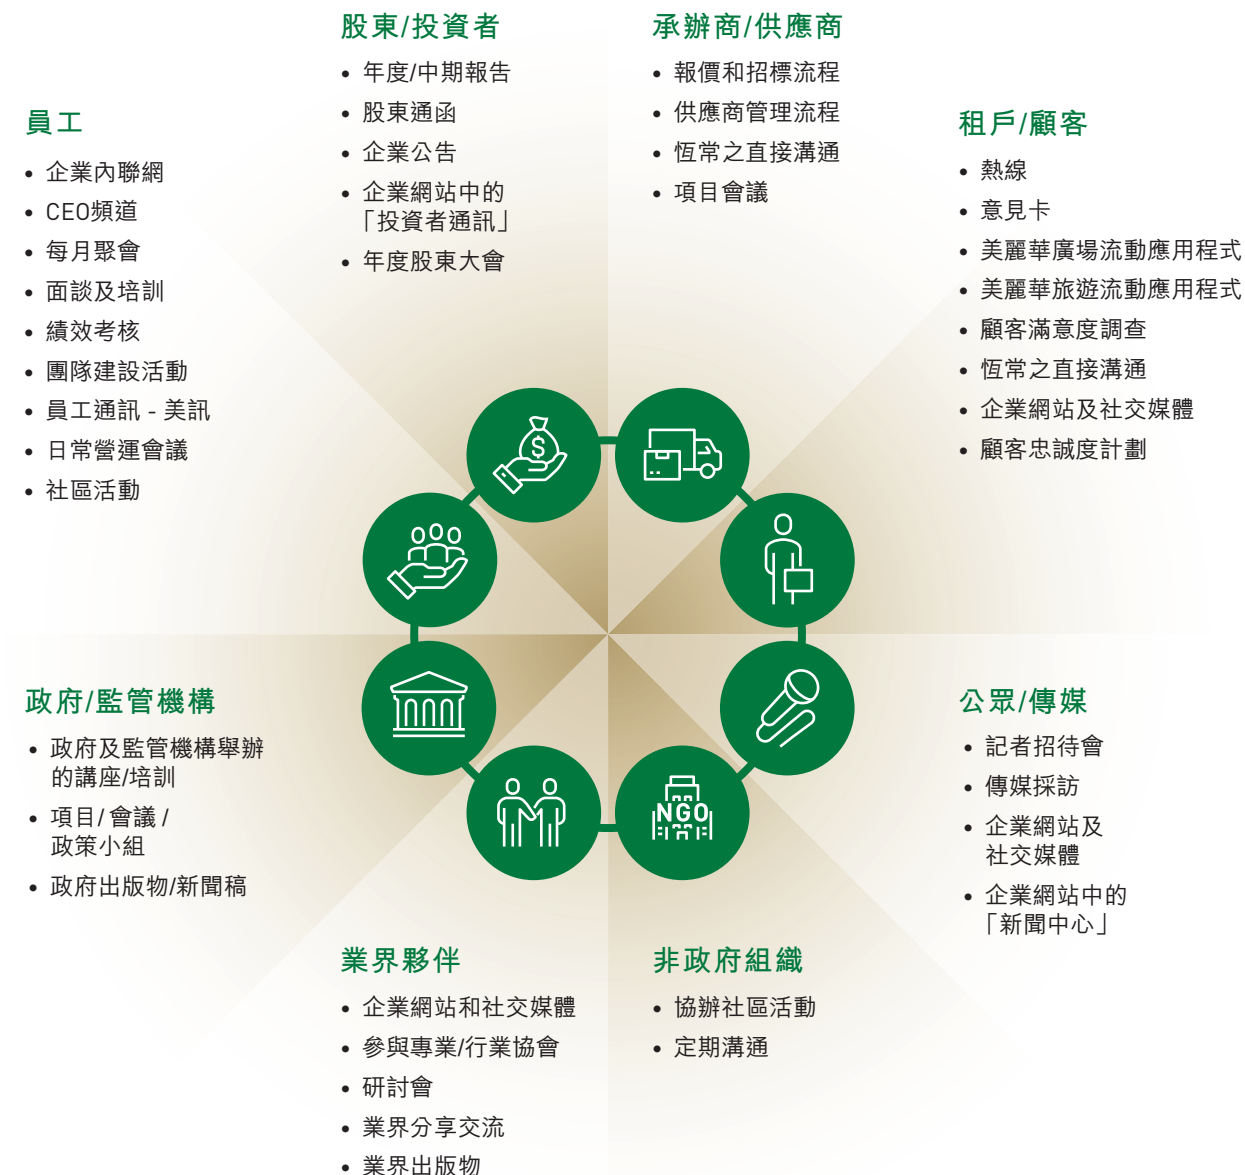 股東/投資者
• 年度/中期報告
• 股東通函
• 企業公告
• 企業網站中的
「投資者通訊」
• 年度股東大會
承辦商/供應商
• 報價和招標流程
• 供應商管理流程
• 恆常之直接溝通
• 項目會議
員工
• 企業內聯網
• CEO頻道
• 每月聚會
• 面談及培訓
• 績效考核
• 團隊建設活動
• 員工通訊 - 美訊
• 日常營運會議
• 社區活動
租戶/顧客
• 熱線
• 意見卡
• 美麗華廣場流動應用程式
• 美麗華旅遊流動應用程式
• 顧客滿意度調查
• 恆常之直接溝通
• 企業網站及社交媒體
• 顧客忠誠度計劃
$
NGO
政府/監管機構
• 政府及監管機構舉辦
的講座/培訓
• 項目/ 會議 /
政策小組
• 政府出版物/新聞稿
公眾/傳媒
• 記者招待會
• 傳媒採訪
• 企業網站及
社交媒體
• 企業網站中的
「新聞中心」
業界夥伴
• 企業網站和社交媒體
• 參與專業/行業協會
• 研討會
• 業界分享交流
• 業界出版物
非政府組織
• 協辦社區活動
• 定期溝通